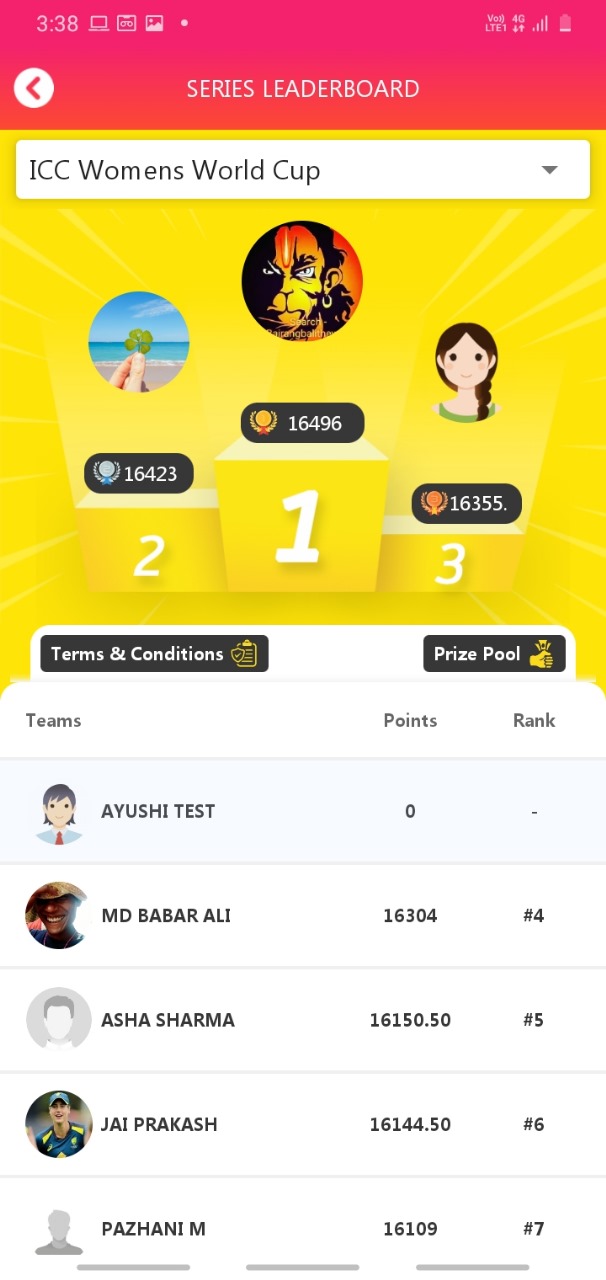 3:38
Vo)) 4G
LTE1
SERIES LEADERBOARD
ICC Womens World Cup
Search -
16496
16423
16355.
1
2
3
Terms & Conditions
Prize Pool
Teams Points Rank
AYUSHI TEST 0 -
MD BABAR ALI 16304 #4
ASHA SHARMA 16150.50 #5
JAI PRAKASH 16144.50 #6
PAZHANI M 16109 #7